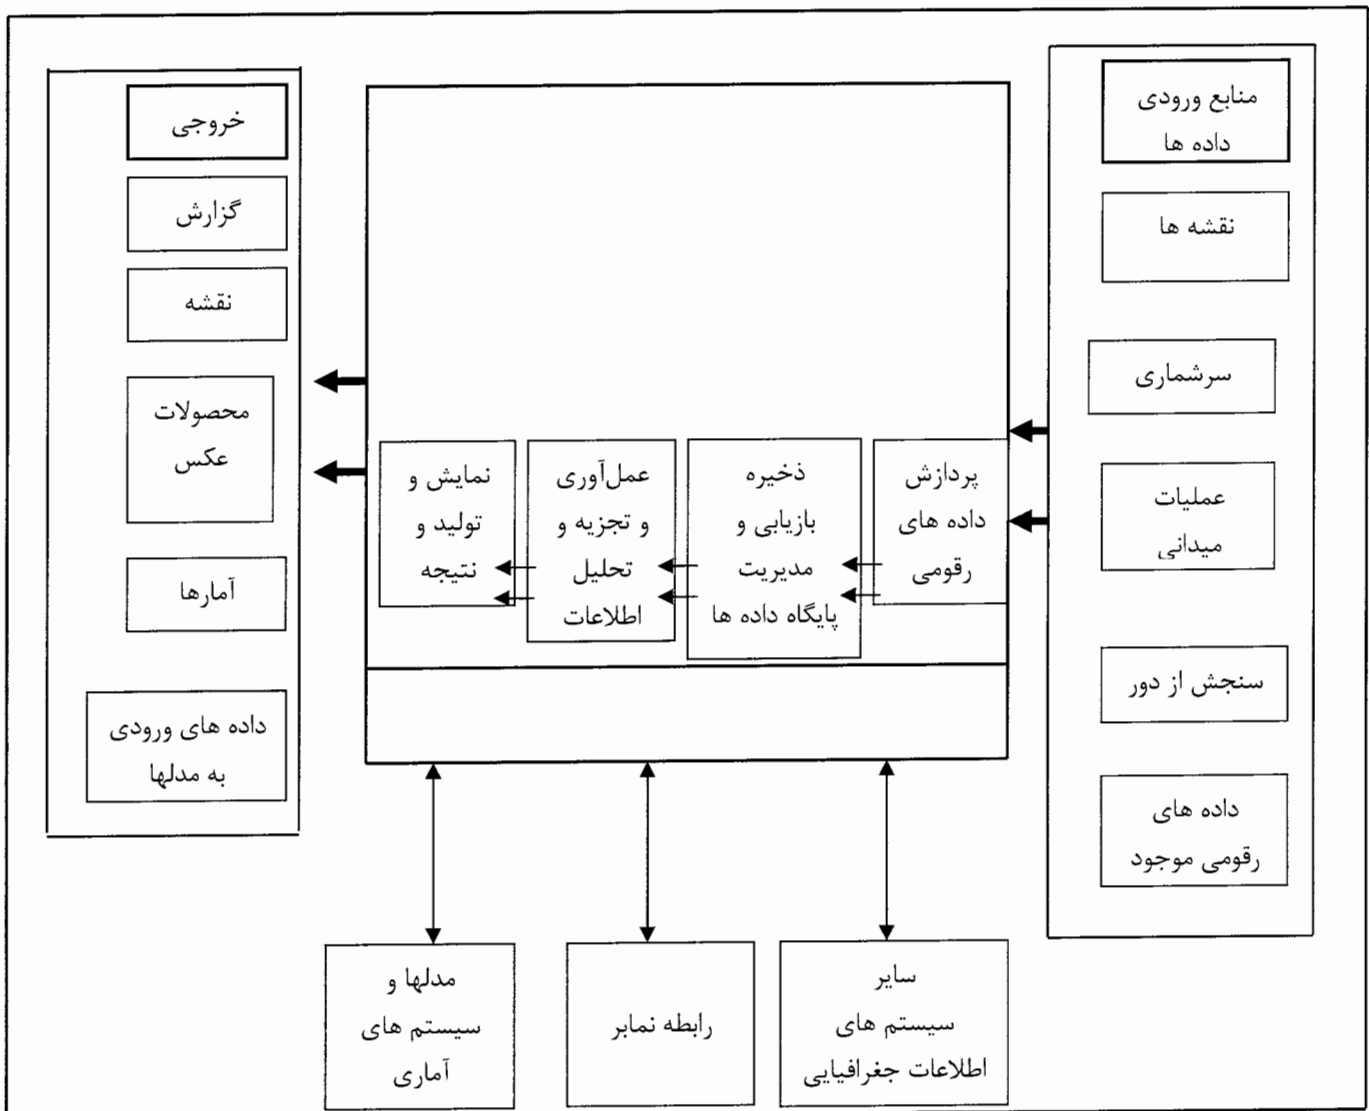 منابع ورودی
داده ها
نقشه ها
سرشماری
عملیات
میدانی
سنجش از دور
داده های
رقومی موجود
پردازش
داده های
رقومی
ذخیره
بازیابی و
مدیریت
پایگاه داده ها
عمل‌آوری
و تجزیه و
تحلیل
اطلاعات
نمایش و
تولید و
نتیجه
خروجی
گزارش
نقشه
محصولات
عکس
آمارها
داده های ورودی
به مدلها
سایر
سیستم های
اطلاعات جغرافیایی
رابطه نمابر
مدلها و
سیستم های
آماری